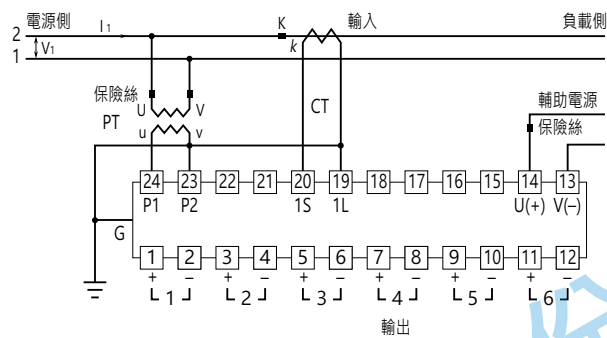 電源側 I1 K 輸入 負載側
2
V1 k
1
保險絲 U V CT 輔助電源
PT u v 保險絲
24 23 22 21 20 19 18 17 16 15 14 13
P1 P2 1S 1L U(+) V(–)
G
1 2 3 4 5 6 7 8 9 10 11 12
+ – + – + – + – + – + –
1 2 3 4 5 6
輸出